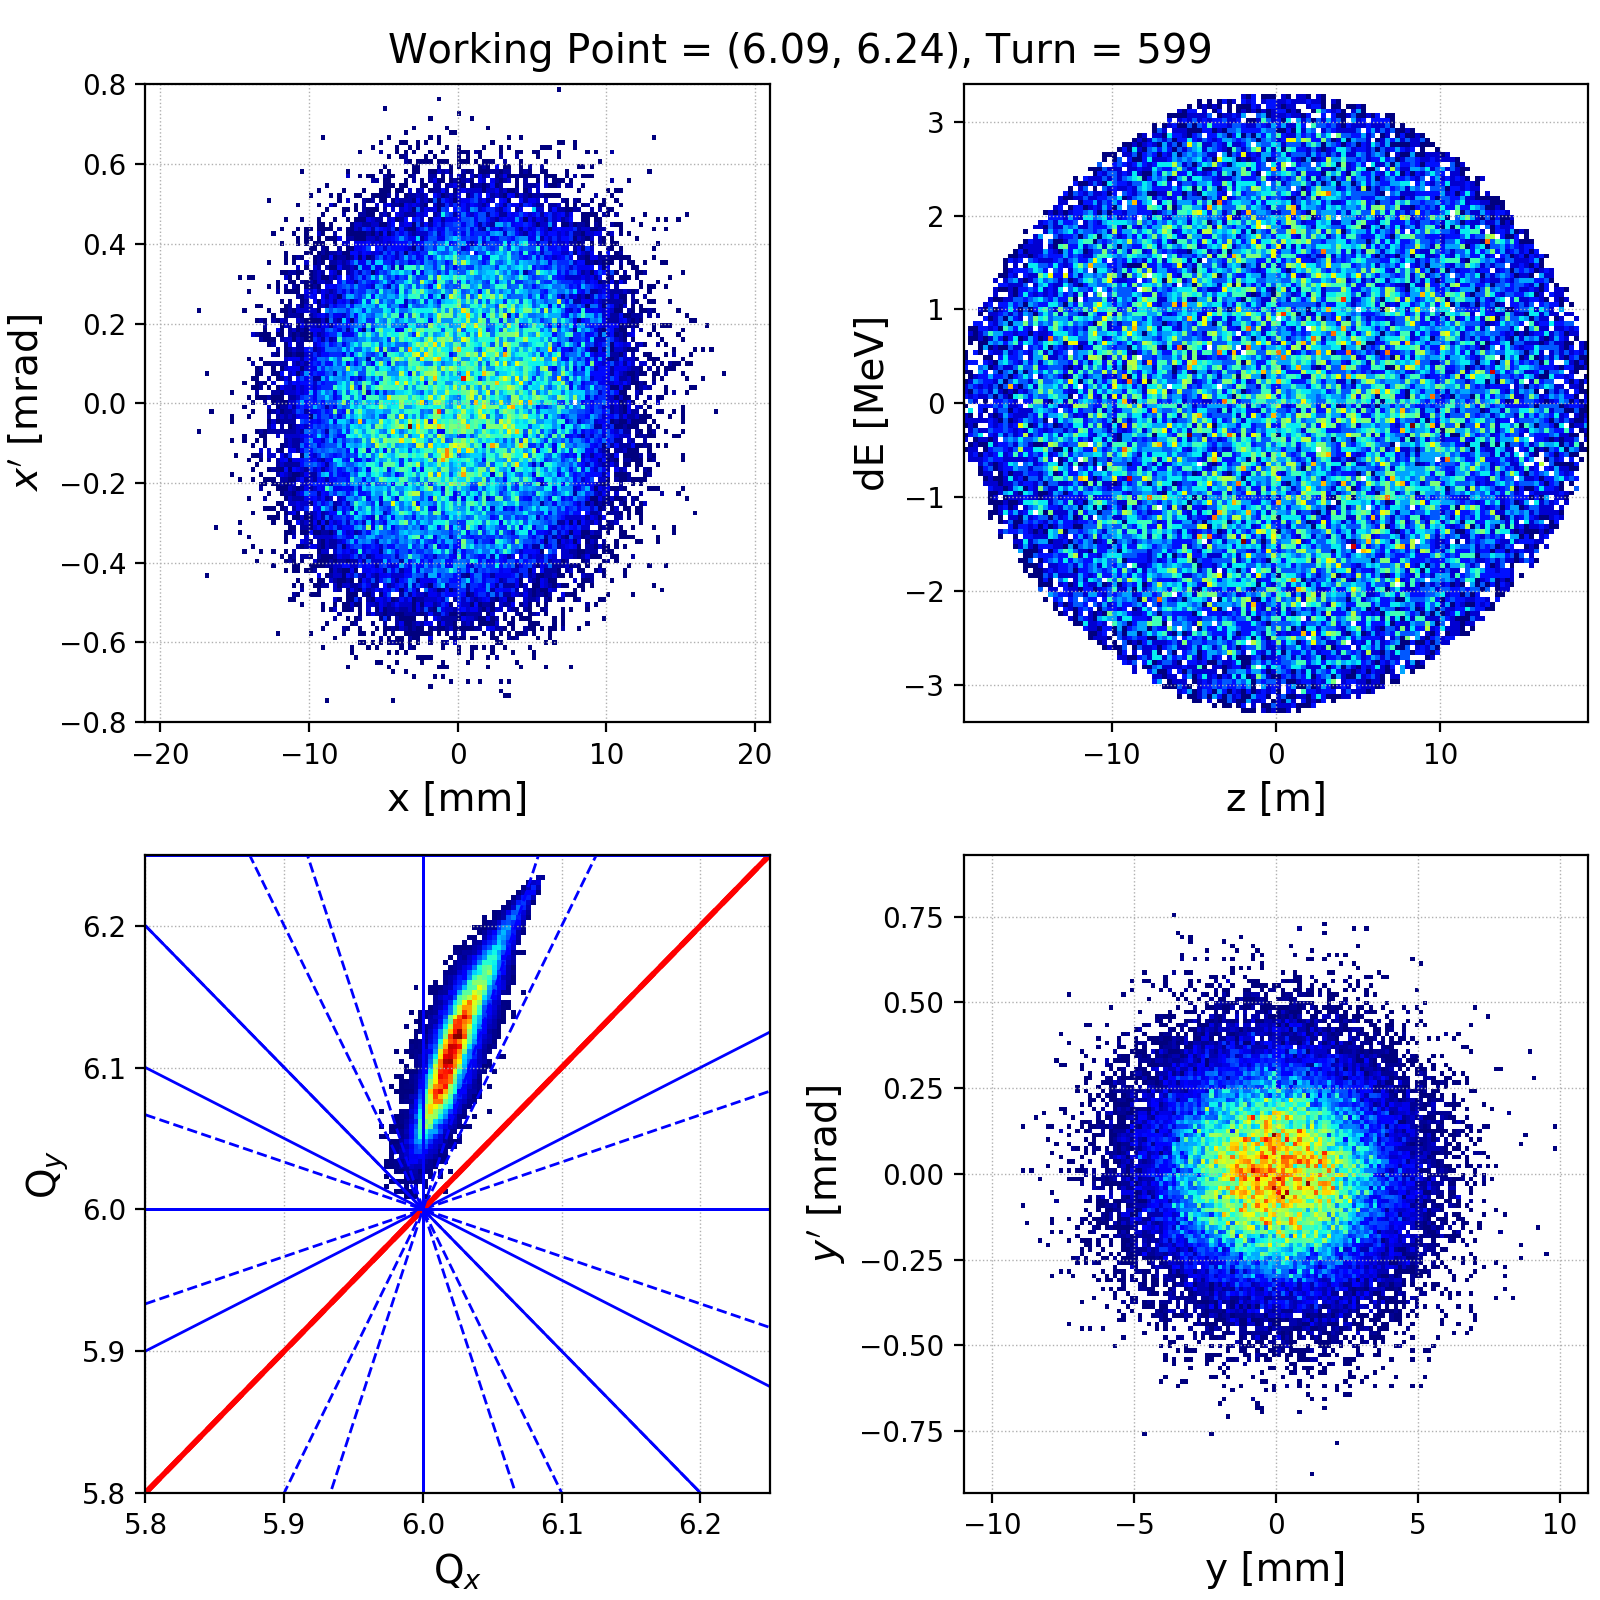 Working Point = (6.09, 6.24), Turn = 599
0.8
0.6
0.4
0.2
0.0
−0.2
−0.4
−0.6
−0.8
x′ [mrad]
−20 −10 0 10 20
x [mm]
3
2
1
0
−1
−2
−3
dE [MeV]
−10 0 10
z [m]
6.2
6.1
6.0
5.9
5.8
Qy
5.8 5.9 6.0 6.1 6.2
Qx
0.75
0.50
0.25
0.00
−0.25
−0.50
−0.75
y′ [mrad]
−10 −5 0 5 10
y [mm]